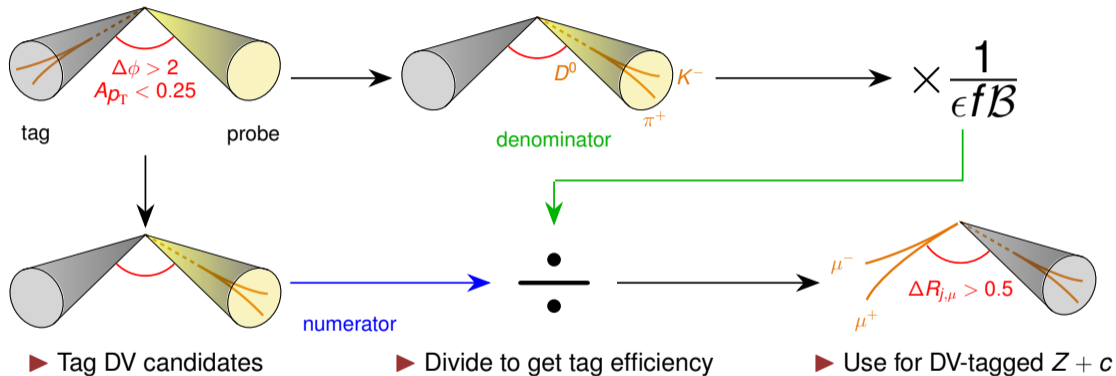 Δϕ > 2
A_{p_T} < 0.25
tag
probe
D⁰
K⁻
π⁺
denominator
× 1/ϵfℬ
numerator
÷
μ⁻
μ⁺
ΔR_{j,μ} > 0.5
▶ Tag DV candidates
▶ Divide to get tag efficiency
▶ Use for DV-tagged Z + c